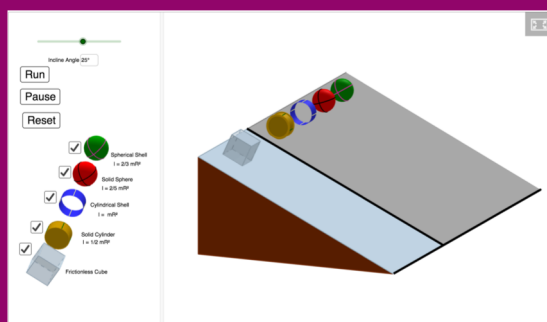 Incline Angle 25°
Run
Pause
Reset
Spherical Shell
I = 2/3 mR²
Solid Sphere
I = 2/5 mR²
Cylindrical Shell
I = mR²
Solid Cylinder
I = 1/2 mR²
Frictionless Cube